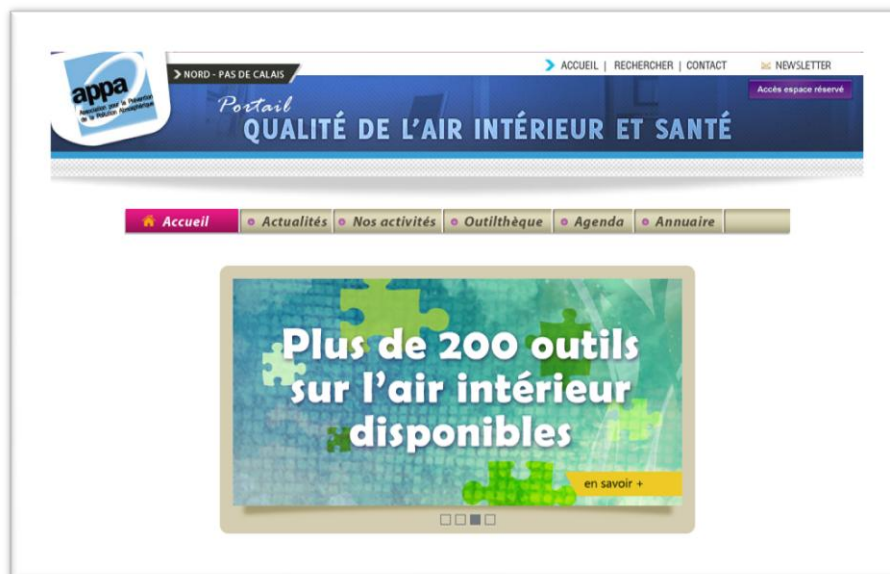 appa
Association pour la Prévention
de la Pollution Atmosphérique
NORD - PAS DE CALAIS
ACCUEIL | RECHERCHER | CONTACT
NEWSLETTER
Accès espace réservé
Portail
QUALITÉ DE L'AIR INTÉRIEUR ET SANTÉ
Accueil
Actualités
Nos activités
Outilthèque
Agenda
Annuaire
Plus de 200 outils
sur l'air intérieur
disponibles
en savoir +